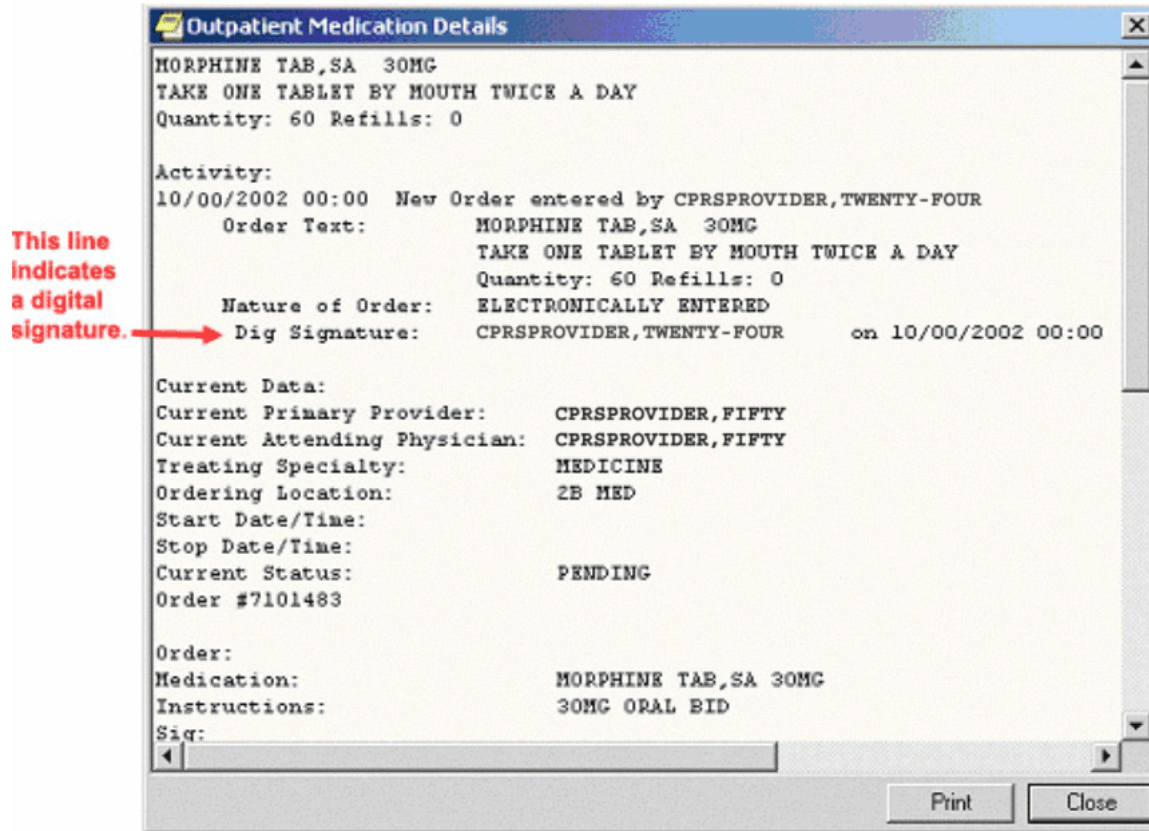 Outpatient Medication Details
MORPHINE TAB,SA 30MG
TAKE ONE TABLET BY MOUTH TWICE A DAY
Quantity: 60 Refills: 0
Activity:
10/00/2002 00:00 New Order entered by CPRSPROVIDER,TWENTY-FOUR
Order Text: MORPHINE TAB,SA 30MG
TAKE ONE TABLET BY MOUTH TWICE A DAY
Quantity: 60 Refills: 0
Nature of Order: ELECTRONICALLY ENTERED
Dig Signature: CPRSPROVIDER,TWENTY-FOUR on 10/00/2002 00:00
This line
indicates
a digital
signature.
Current Data:
Current Primary Provider: CPRSPROVIDER,FIFTY
Current Attending Physician: CPRSPROVIDER,FIFTY
Treating Specialty: MEDICINE
Ordering Location: 2B MED
Start Date/Time:
Stop Date/Time:
Current Status: PENDING
Order #7101483
Order:
Medication: MORPHINE TAB,SA 30MG
Instructions: 30MG ORAL BID
Sig:
Print Close